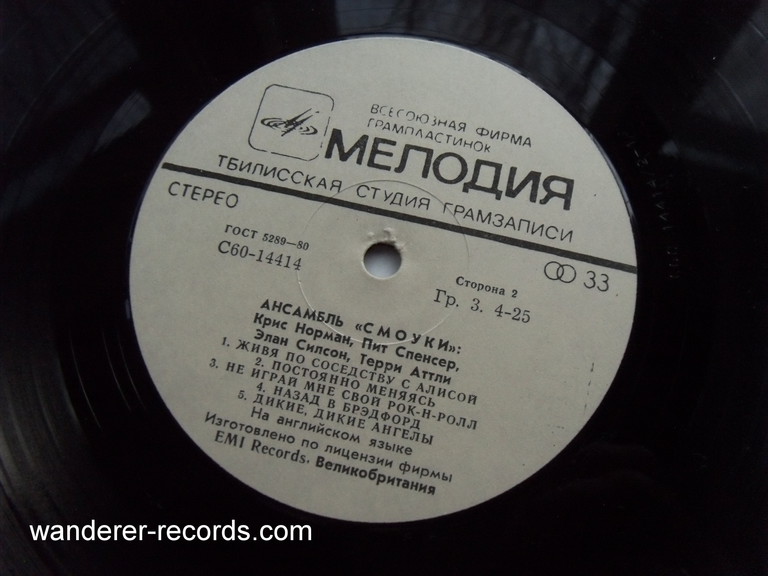 ВСЕСОЮЗНАЯ ФИРМА
ГРАМПЛАСТИНОК
МЕЛОДИЯ
ТБИЛИССКАЯ СТУДИЯ ГРАМЗАПИСИ
СТЕРЕО
33
ГОСТ 5289—80
С60-14414
Сторона 2
Гр. 3. 4-25
АНСАМБЛЬ «СМОУКИ»:
Крис Норман, Пит Спенсер,
Элан Силсон, Терри Аттли
1. ЖИВЯ ПО СОСЕДСТВУ С АЛИСОЙ
2. ПОСТОЯННО МЕНЯЯСЬ
3. НЕ ИГРАЙ МНЕ СВОЙ РОК-Н-РОЛЛ
4. НАЗАД В БРЭДФОРД
5. ДИКИЕ, ДИКИЕ АНГЕЛЫ
На английском языке
Изготовлено по лицензии фирмы
EMI Records. Великобритания
wanderer-records.com